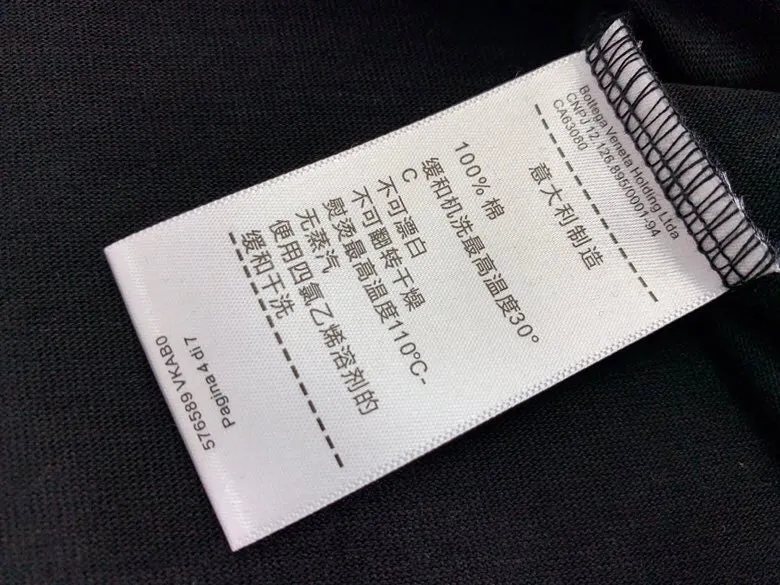 Bottega Veneta Holding Ltda
CNPJ 12.126.895/0001-94
CA63080
意大利制造
100% 棉
缓和机洗最高温度30°
C
不可漂白
不可翻转干燥
熨烫最高温度110°C-
无蒸汽
使用四氯乙烯溶剂的
缓和干洗
576589 VKAB0
Pagina 4 di 7